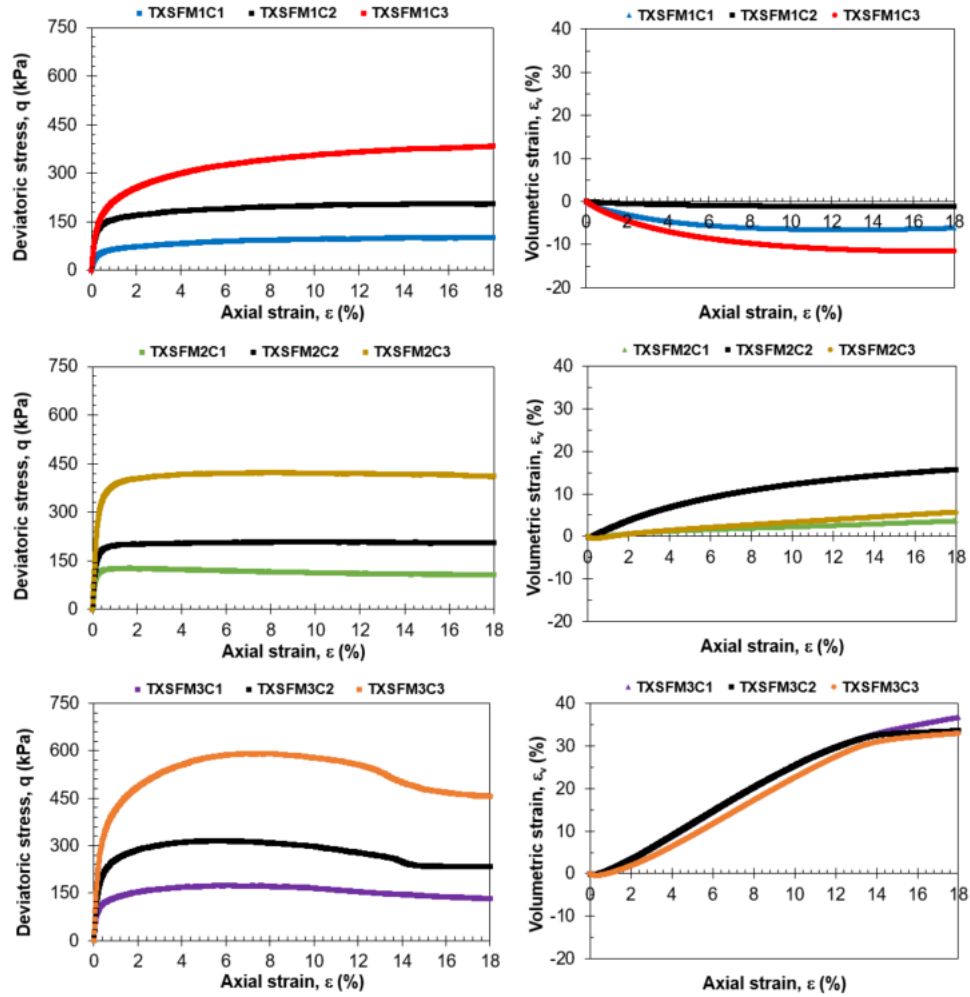 TXSFM1C1 TXSFM1C2 TXSFM1C3
Deviatoric stress, q (kPa)
750
600
450
300
150
0
0 2 4 6 8 10 12 14 16 18
Axial strain, ε (%)
TXSFM1C1 TXSFM1C2 TXSFM1C3
Volumetric strain, εv (%)
40
30
20
10
0
-10
-20
0 2 4 6 8 10 12 14 16 18
Axial strain, ε (%)
TXSFM2C1 TXSFM2C2 TXSFM2C3
Deviatoric stress, q (kPa)
750
600
450
300
150
0
0 2 4 6 8 10 12 14 16 18
Axial strain, ε (%)
TXSFM2C1 TXSFM2C2 TXSFM2C3
Volumetric strain, εv (%)
40
30
20
10
0
-10
-20
0 2 4 6 8 10 12 14 16 18
Axial strain, ε (%)
TXSFM3C1 TXSFM3C2 TXSFM3C3
Deviatoric stress, q (kPa)
750
600
450
300
150
0
0 2 4 6 8 10 12 14 16 18
Axial strain, ε (%)
TXSFM3C1 TXSFM3C2 TXSFM3C3
Volumetric strain, εv (%)
40
30
20
10
0
-10
-20
0 2 4 6 8 10 12 14 16 18
Axial strain, ε (%)